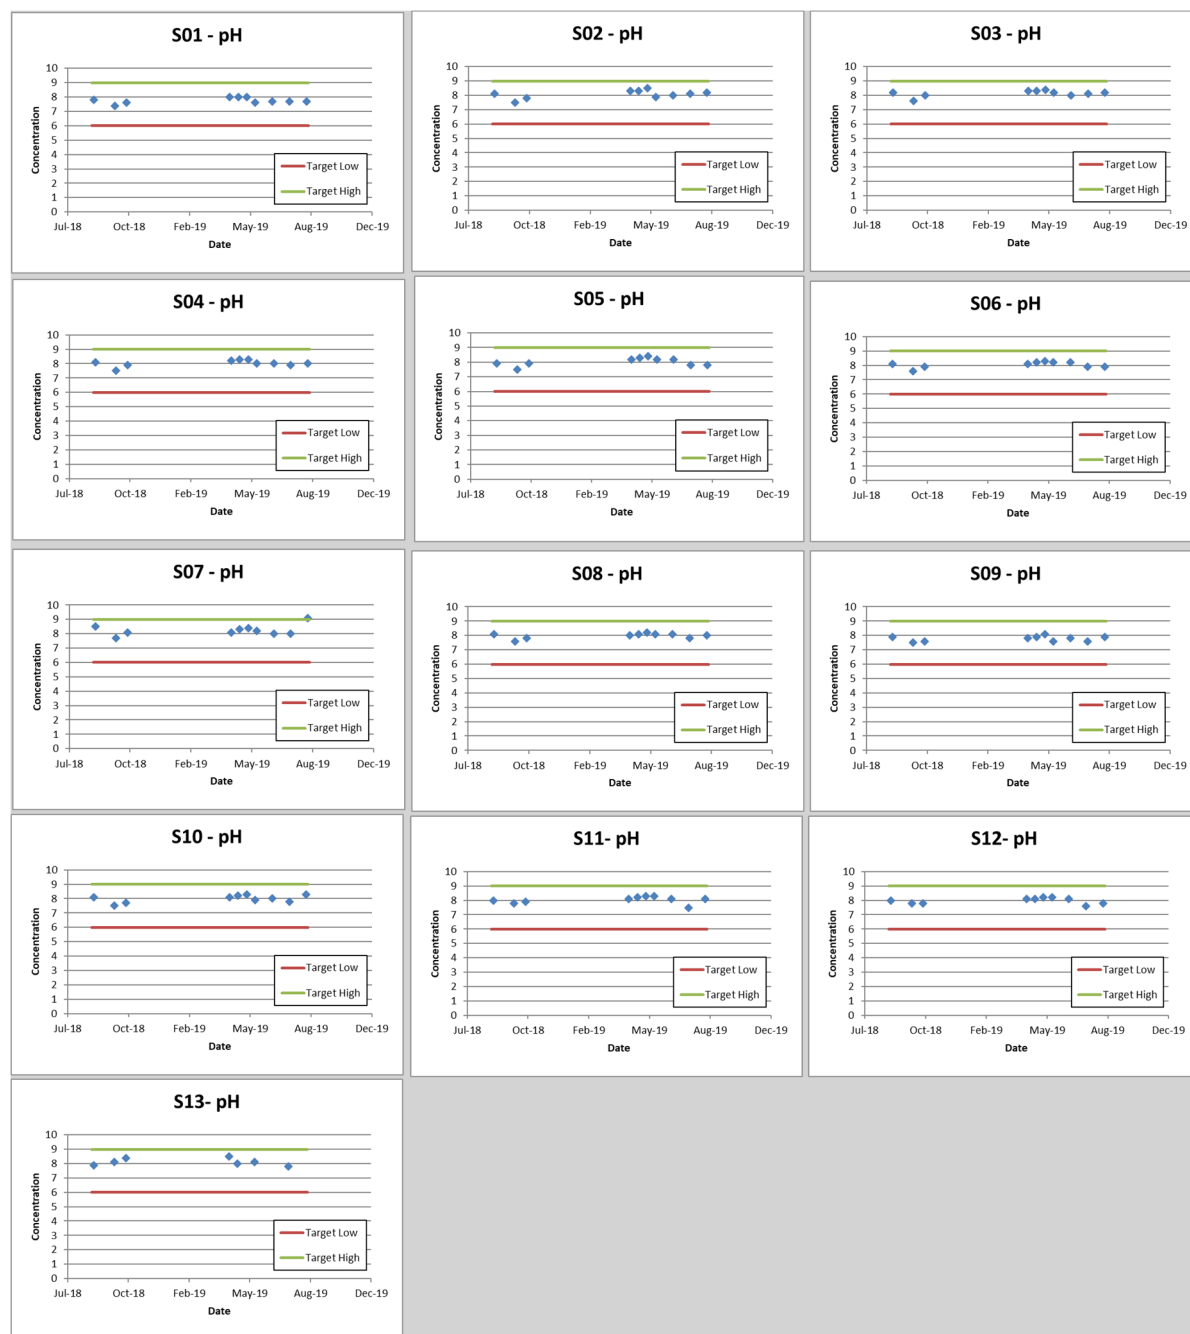 S01 - pH
10
9
8
7
6
5
4
3
2
1
0
Concentration
Target Low
Target High
Jul-18 Oct-18 Feb-19 May-19 Aug-19 Dec-19
Date
S02 - pH
10
9
8
7
6
5
4
3
2
1
0
Concentration
Target Low
Target High
Jul-18 Oct-18 Feb-19 May-19 Aug-19 Dec-19
Date
S03 - pH
10
9
8
7
6
5
4
3
2
1
0
Concentration
Target Low
Target High
Jul-18 Oct-18 Feb-19 May-19 Aug-19 Dec-19
Date
S04 - pH
10
9
8
7
6
5
4
3
2
1
0
Concentration
Target Low
Target High
Jul-18 Oct-18 Feb-19 May-19 Aug-19 Dec-19
Date
S05 - pH
10
9
8
7
6
5
4
3
2
1
0
Concentration
Target Low
Target High
Jul-18 Oct-18 Feb-19 May-19 Aug-19 Dec-19
Date
S06 - pH
10
9
8
7
6
5
4
3
2
1
0
Concentration
Target Low
Target High
Jul-18 Oct-18 Feb-19 May-19 Aug-19 Dec-19
Date
S07 - pH
10
9
8
7
6
5
4
3
2
1
0
Concentration
Target Low
Target High
Jul-18 Oct-18 Feb-19 May-19 Aug-19 Dec-19
Date
S08 - pH
10
9
8
7
6
5
4
3
2
1
0
Concentration
Target Low
Target High
Jul-18 Oct-18 Feb-19 May-19 Aug-19 Dec-19
Date
S09 - pH
10
9
8
7
6
5
4
3
2
1
0
Concentration
Target Low
Target High
Jul-18 Oct-18 Feb-19 May-19 Aug-19 Dec-19
Date
S10 - pH
10
9
8
7
6
5
4
3
2
1
0
Concentration
Target Low
Target High
Jul-18 Oct-18 Feb-19 May-19 Aug-19 Dec-19
Date
S11- pH
10
9
8
7
6
5
4
3
2
1
0
Concentration
Target Low
Target High
Jul-18 Oct-18 Feb-19 May-19 Aug-19 Dec-19
Date
S12- pH
10
9
8
7
6
5
4
3
2
1
0
Concentration
Target Low
Target High
Jul-18 Oct-18 Feb-19 May-19 Aug-19 Dec-19
Date
S13- pH
10
9
8
7
6
5
4
3
2
1
0
Concentration
Target Low
Target High
Jul-18 Oct-18 Feb-19 May-19 Aug-19 Dec-19
Date